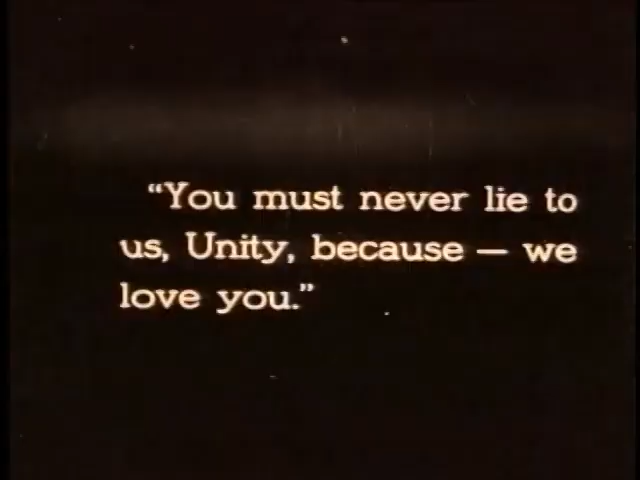 “You must never lie to
us, Unity, because — we
love you.”